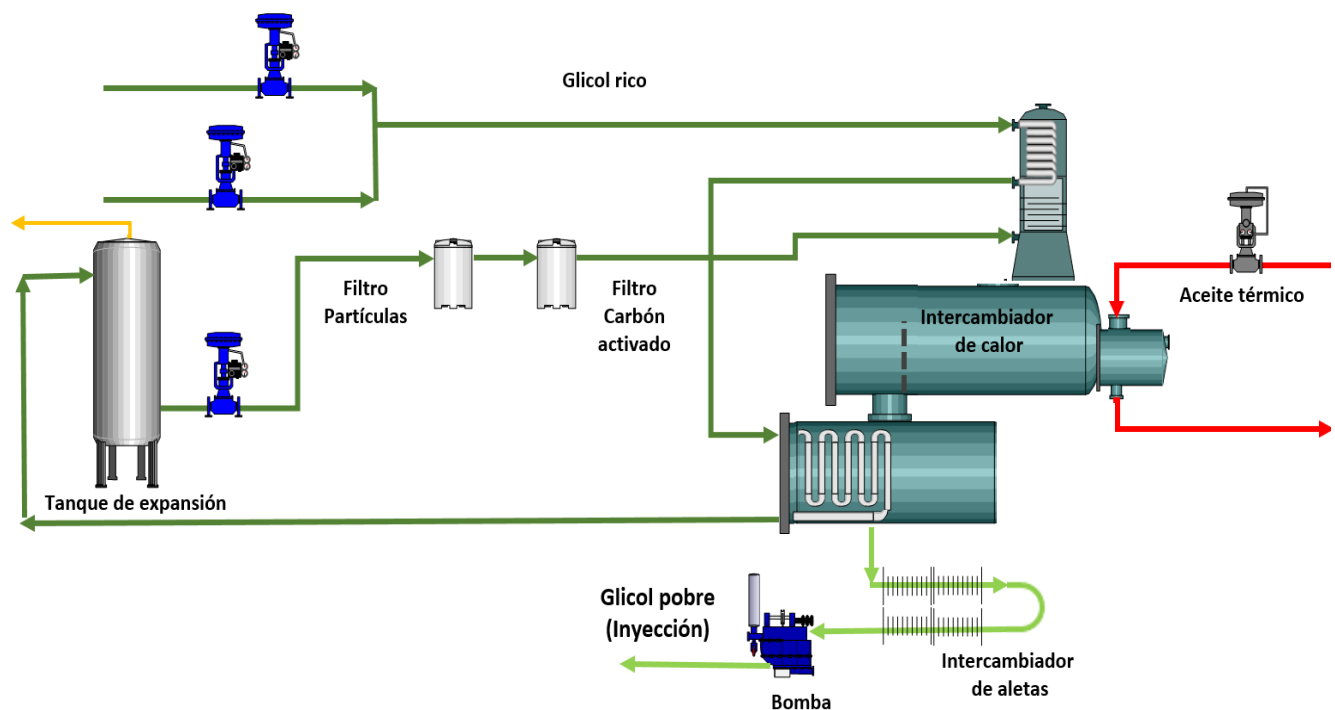 Glicol rico
Filtro
Partículas
Filtro
Carbón
activado
Intercambiador
de calor
Aceite térmico
Tanque de expansión
Glicol pobre
(Inyección)
Bomba
Intercambiador
de aletas